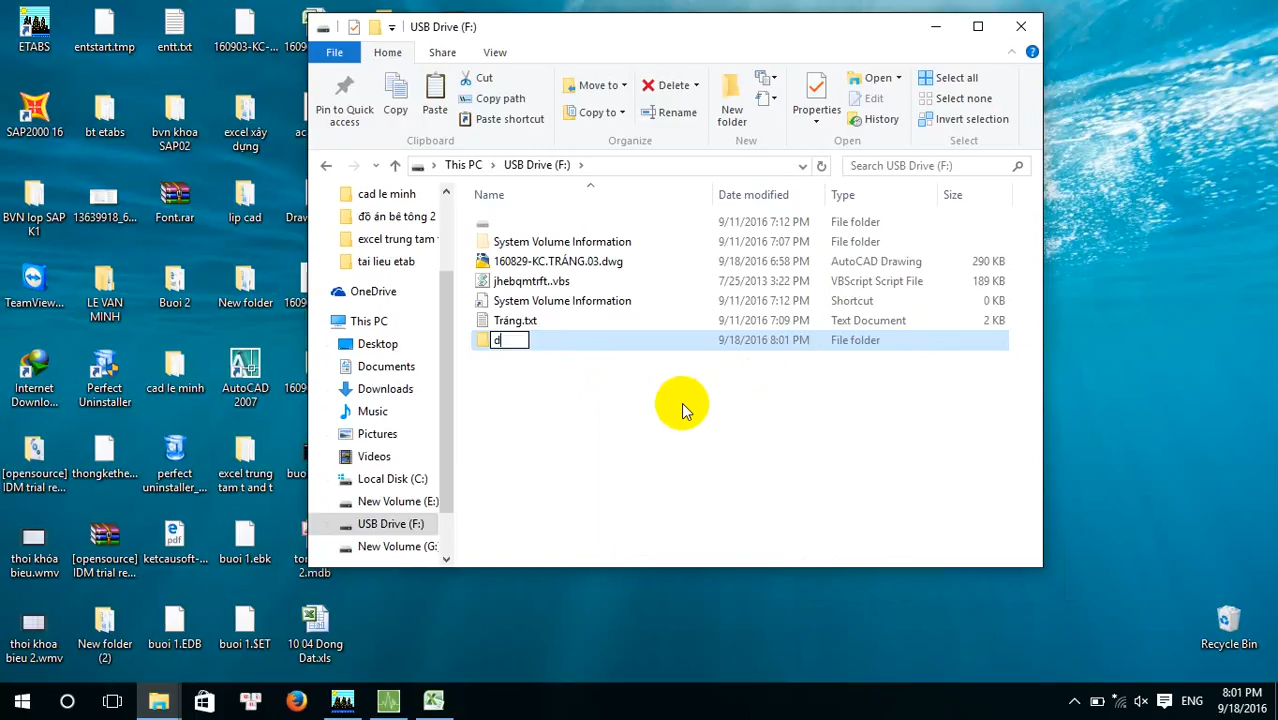 USB Drive (F:)
File
Home
Share
View
Pin to Quick access
Copy
Paste
Cut
Copy path
Paste shortcut
Move to
Copy to
Delete
Rename
New folder
Properties
Open
Edit
History
Select all
Select none
Invert selection
Clipboard
Organize
New
Open
Select
This PC
USB Drive (F:)
Search USB Drive (F:)
Name
Date modified
Type
Size
9/11/2016 7:12 PM File folder
System Volume Information 9/11/2016 7:07 PM File folder
160829-KC.TRÁNG.03.dwg 9/18/2016 6:58 PM AutoCAD Drawing 290 KB
jhebqmtrft..vbs 7/25/2013 3:22 PM VBScript Script File 189 KB
System Volume Information 9/11/2016 7:12 PM Shortcut 0 KB
Tráng.txt 9/11/2016 7:09 PM Text Document 2 KB
d 9/18/2016 8:01 PM File folder
cad le minh
đồ án bê tông 2
excel trung tam
tai lieu etab
OneDrive
This PC
Desktop
Documents
Downloads
Music
Pictures
Videos
Local Disk (C:)
New Volume (E:)
USB Drive (F:)
New Volume (G:
ETABS
entstart.tmp
entt.txt
160903-KC-...
SAP2000 16
bt etabs
bvn khoa SAP02
excel xây dựng
BVN lop SAP K1
13639918_6...
Font.rar
lip cad
TeamView...
LE VAN MINH
Buoi 2
New folder
Internet Downlo...
Perfect Uninstaller
cad le minh
AutoCAD 2007
[opensource] IDM trial re...
thongkethe...
perfect uninstaller_...
excel trung tam t and t
thoi khóa bieu.wmv
[opensource] IDM trial re...
ketcausoft-...
buoi 1.ebk
thoi khoa bieu 2.wmv
New folder (2)
buoi 1.EDB
buoi 1.$ET
10 04 Dong Dat.xls
Recycle Bin
ENG
8:01 PM
9/18/2016